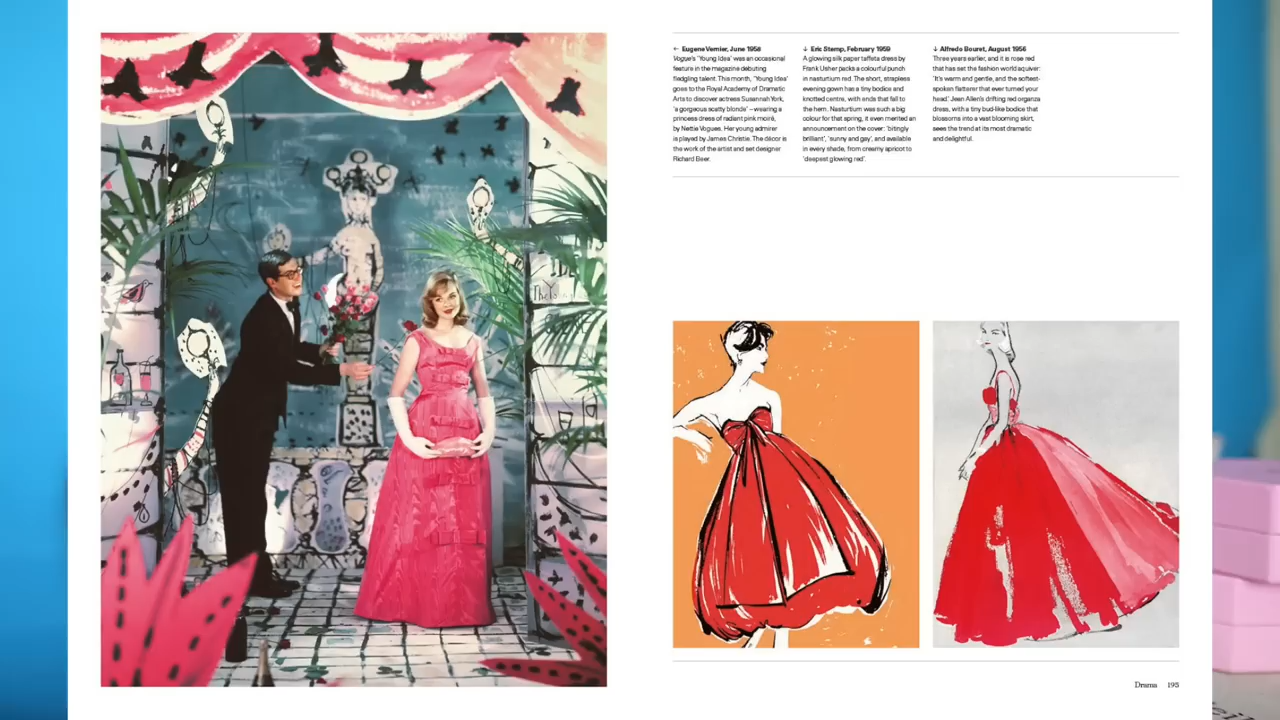 ← Eugene Vernier, June 1958
Vogue's 'Young Idea' was an occasional
feature in the magazine debuting
fledgling talent. This month, 'Young Idea'
goes to the Royal Academy of Dramatic
Arts to discover actress Susannah York,
'a gorgeous scatty blonde' – wearing a
princess dress of radiant pink moiré,
by Nettie Vogues. Her young admirer
is played by James Christie. The décor is
the work of the artist and set designer
Richard Beer.
↓ Eric Stemp, February 1959
A glowing silk paper taffeta dress by
Frank Usher packs a colourful punch
in nasturtium red. The short, strapless
evening gown has a tiny bodice and
knotted centre, with ends that fall to
the hem. Nasturtium was such a big
colour for that spring, it even merited an
announcement on the cover: 'bitingly
brilliant', 'sunny and gay', and available
in every shade, from creamy apricot to
'deepest glowing red'.
↓ Alfredo Bouret, August 1956
Three years earlier, and it is rose red
that has set the fashion world aquiver:
'It's warm and gentle, and the softest-
spoken flatterer that ever turned your
head.' Jean Allen's drifting red organza
dress, with a tiny bud-like bodice that
blossoms into a vast blooming skirt,
sees the trend at its most dramatic
and delightful.
Drama 195